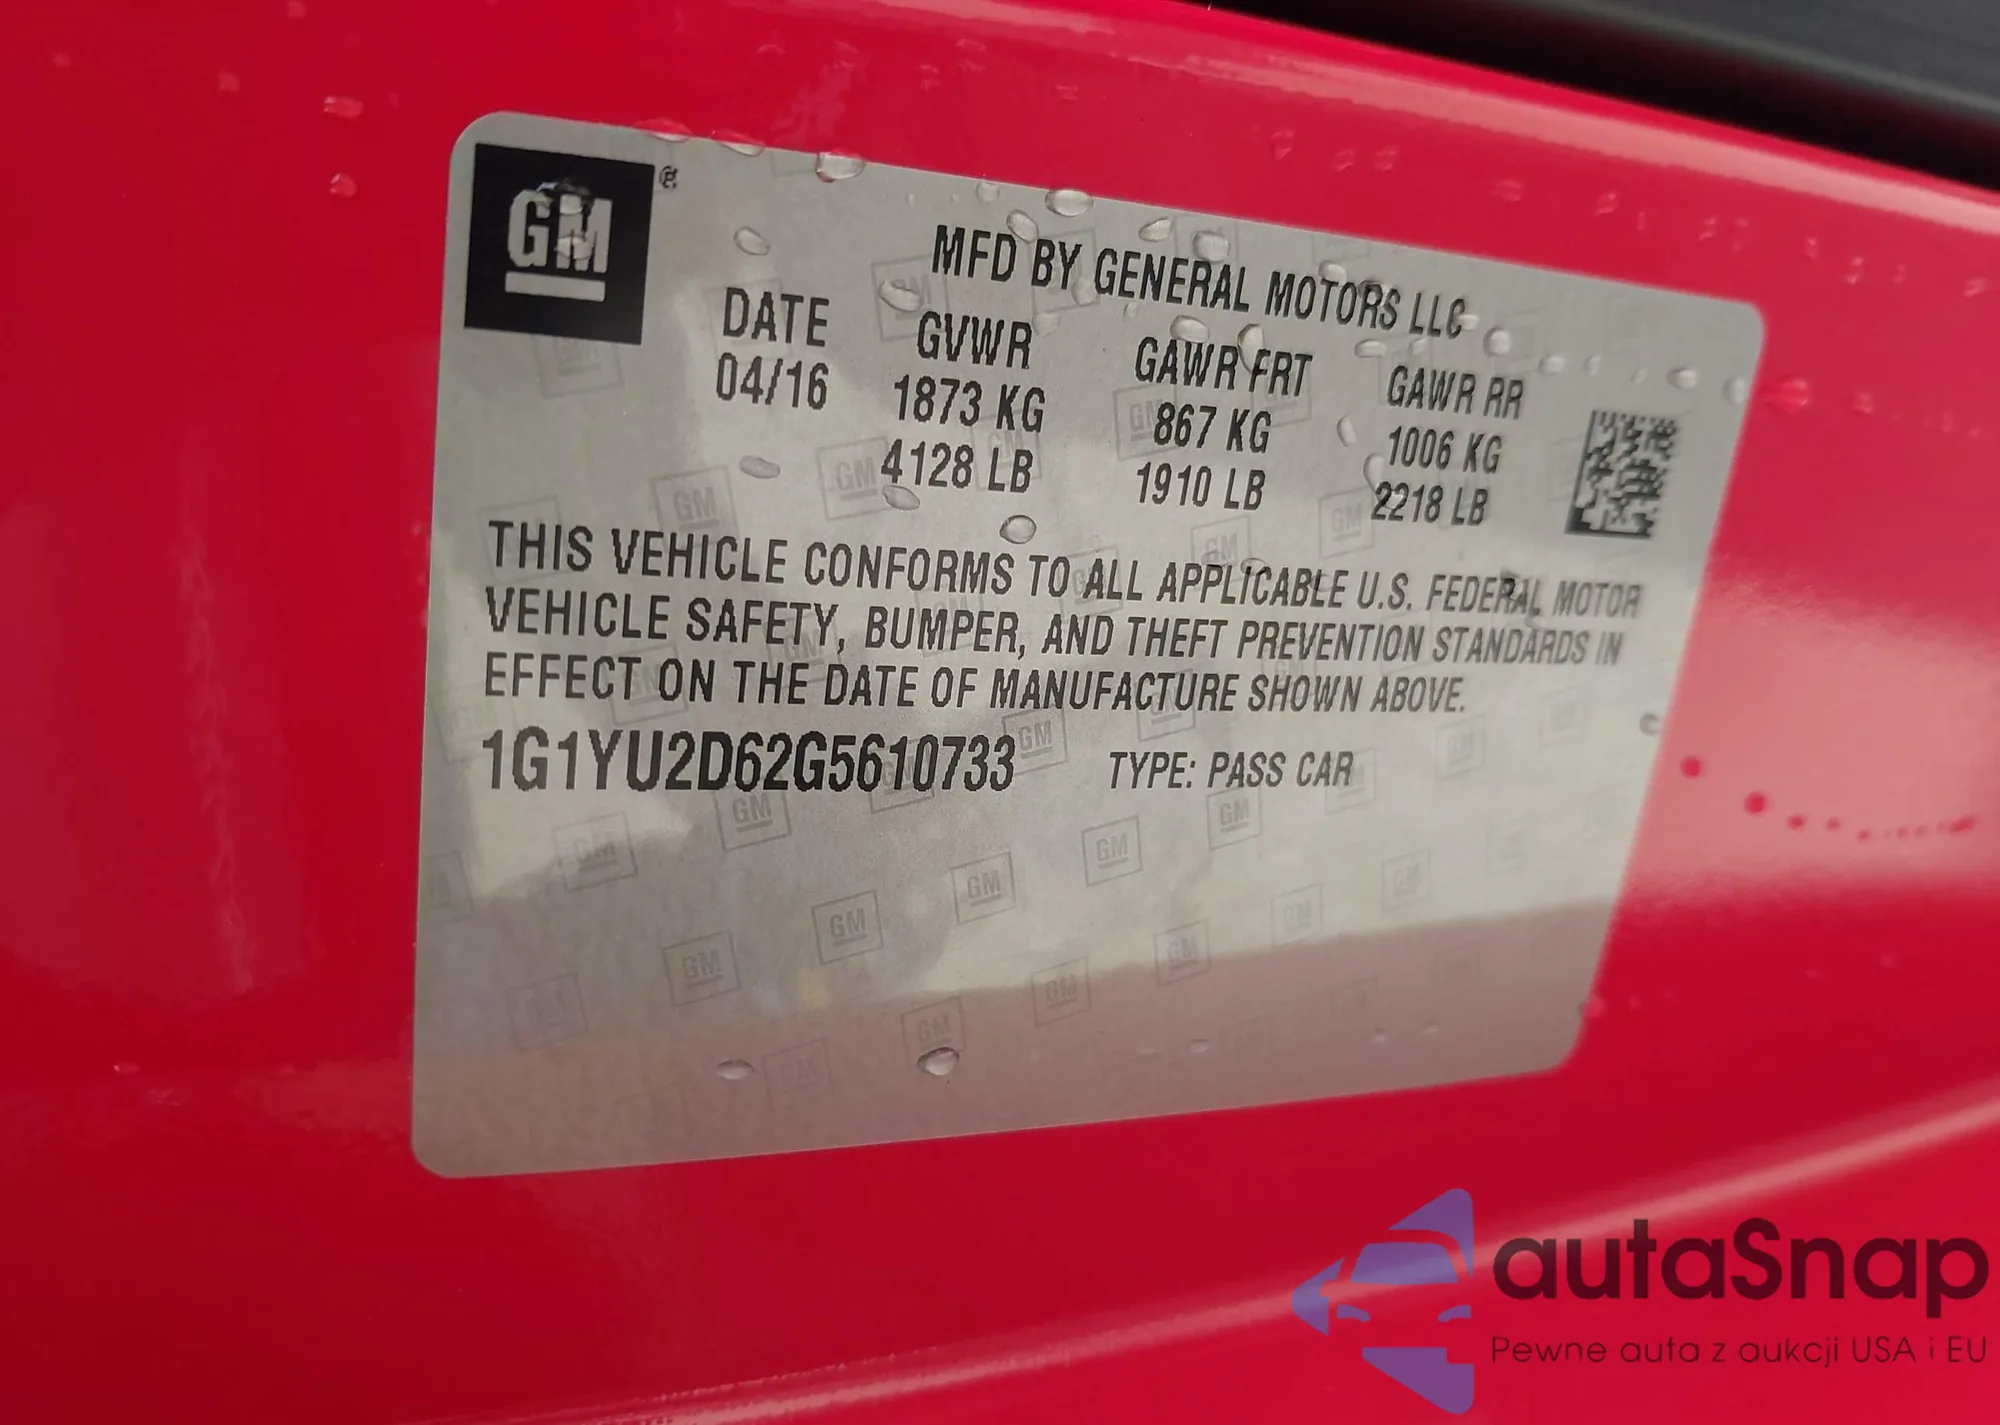 GM®
MFD BY GENERAL MOTORS LLC
DATE GVWR GAWR FRT GAWR RR
04/16 1873 KG 867 KG 1006 KG
4128 LB 1910 LB 2218 LB
THIS VEHICLE CONFORMS TO ALL APPLICABLE U.S. FEDERAL MOTOR
VEHICLE SAFETY, BUMPER, AND THEFT PREVENTION STANDARDS IN
EFFECT ON THE DATE OF MANUFACTURE SHOWN ABOVE.
1G1YU2D62G5610733 TYPE: PASS CAR
autaSnap
Pewne auta z aukcji USA i EU